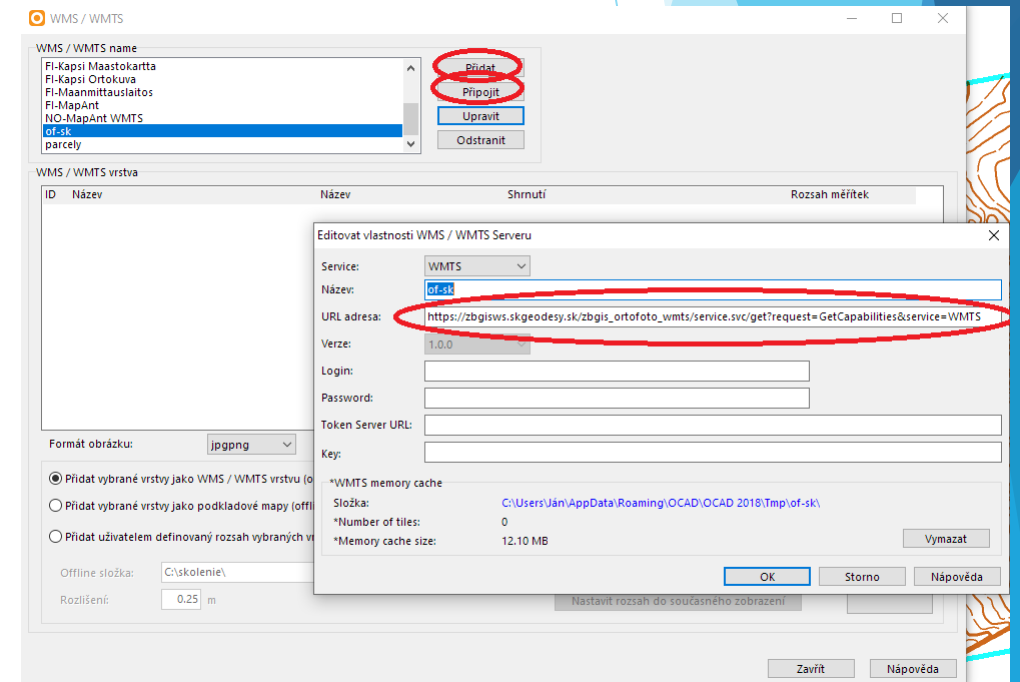 WMS / WMTS
WMS / WMTS name
FI-Kapsi Maastokartta
FI-Kapsi Ortokuva
FI-Maanmittauslaitos
FI-MapAnt
NO-MapAnt WMTS
of-sk
parcely
Přidat
Připojit
Upravit
Odstranit
WMS / WMTS vrstva
ID Název Název Shrnutí Rozsah měřítek
Editovat vlastnosti WMS / WMTS Serveru
Service: WMTS
Název: of-sk
URL adresa: https://zbgisws.skgeodesy.sk/zbgis_ortofoto_wmts/service.svc/get?request=GetCapabilities&service=WMTS
Verze: 1.0.0
Login:
Password:
Token Server URL:
Key:
*WMTS memory cache
Složka: C:\Users\Ján\AppData\Roaming\OCAD\OCAD 2018\Tmp\of-sk\
*Number of tiles: 0
*Memory cache size: 12.10 MB
Vymazat
OK Storno Nápověda
Formát obrázku: jpgpng
Přidat vybrané vrstvy jako WMS / WMTS vrstvu (o
Přidat vybrané vrstvy jako podkladové mapy (offli
Přidat uživatelem definovaný rozsah vybraných vr
Offline složka: C:\skolenie\
Rozlišení: 0.25 m
Nastavit rozsah do současného zobrazení
Zavřít Nápověda